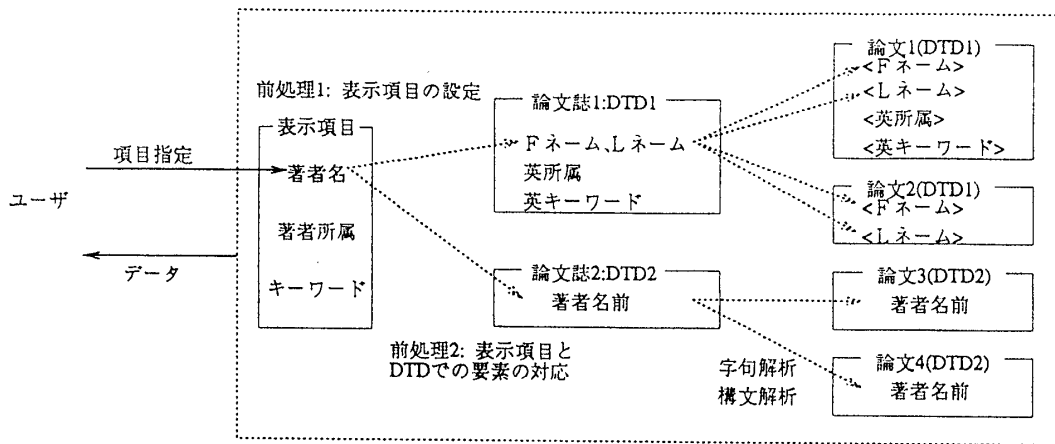 前処理1: 表示項目の設定
表示項目
著者名
著者所属
キーワード
項目指定
ユーザ
データ
論文誌1:DTD1
Fネーム、Lネーム
英所属
英キーワード
論文誌2:DTD2
著者名前
前処理2: 表示項目と
DTDでの要素の対応
字句解析
構文解析
論文1(DTD1)
<Fネーム>
<Lネーム>
<英所属>
<英キーワード>
論文2(DTD1)
<Fネーム>
<Lネーム>
論文3(DTD2)
著者名前
論文4(DTD2)
著者名前